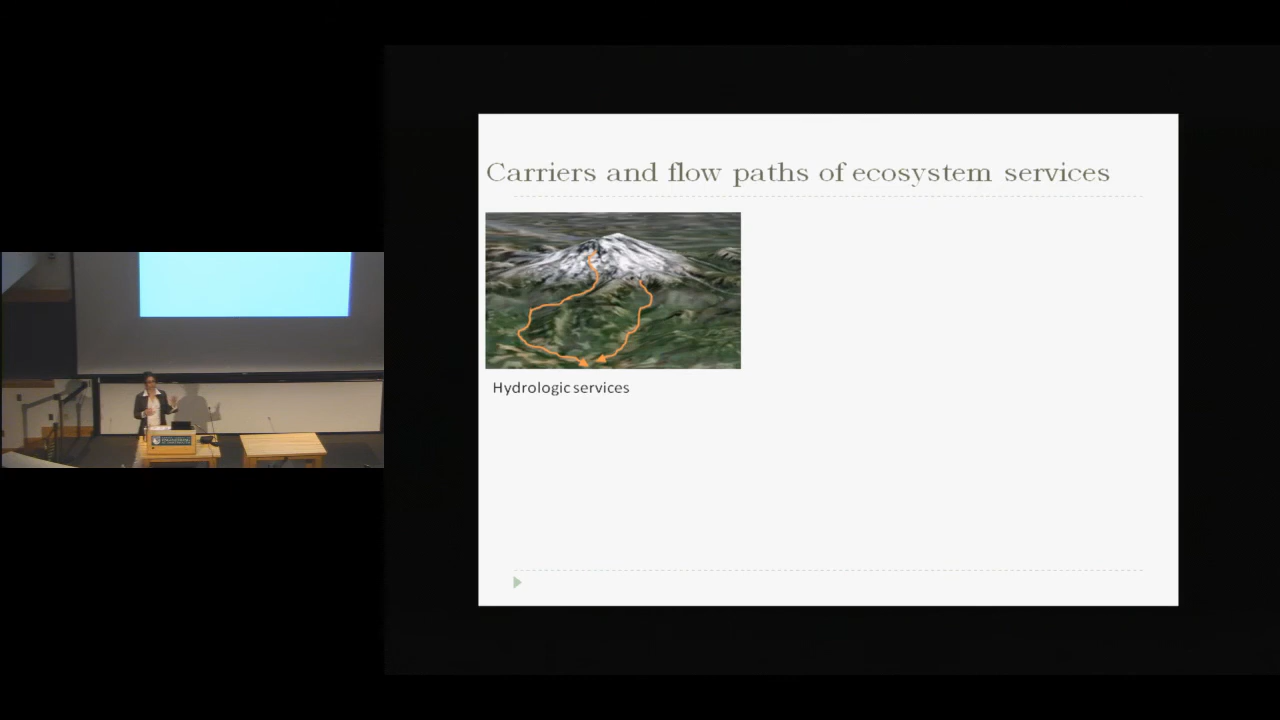 Carriers and flow paths of ecosystem services
Hydrologic services